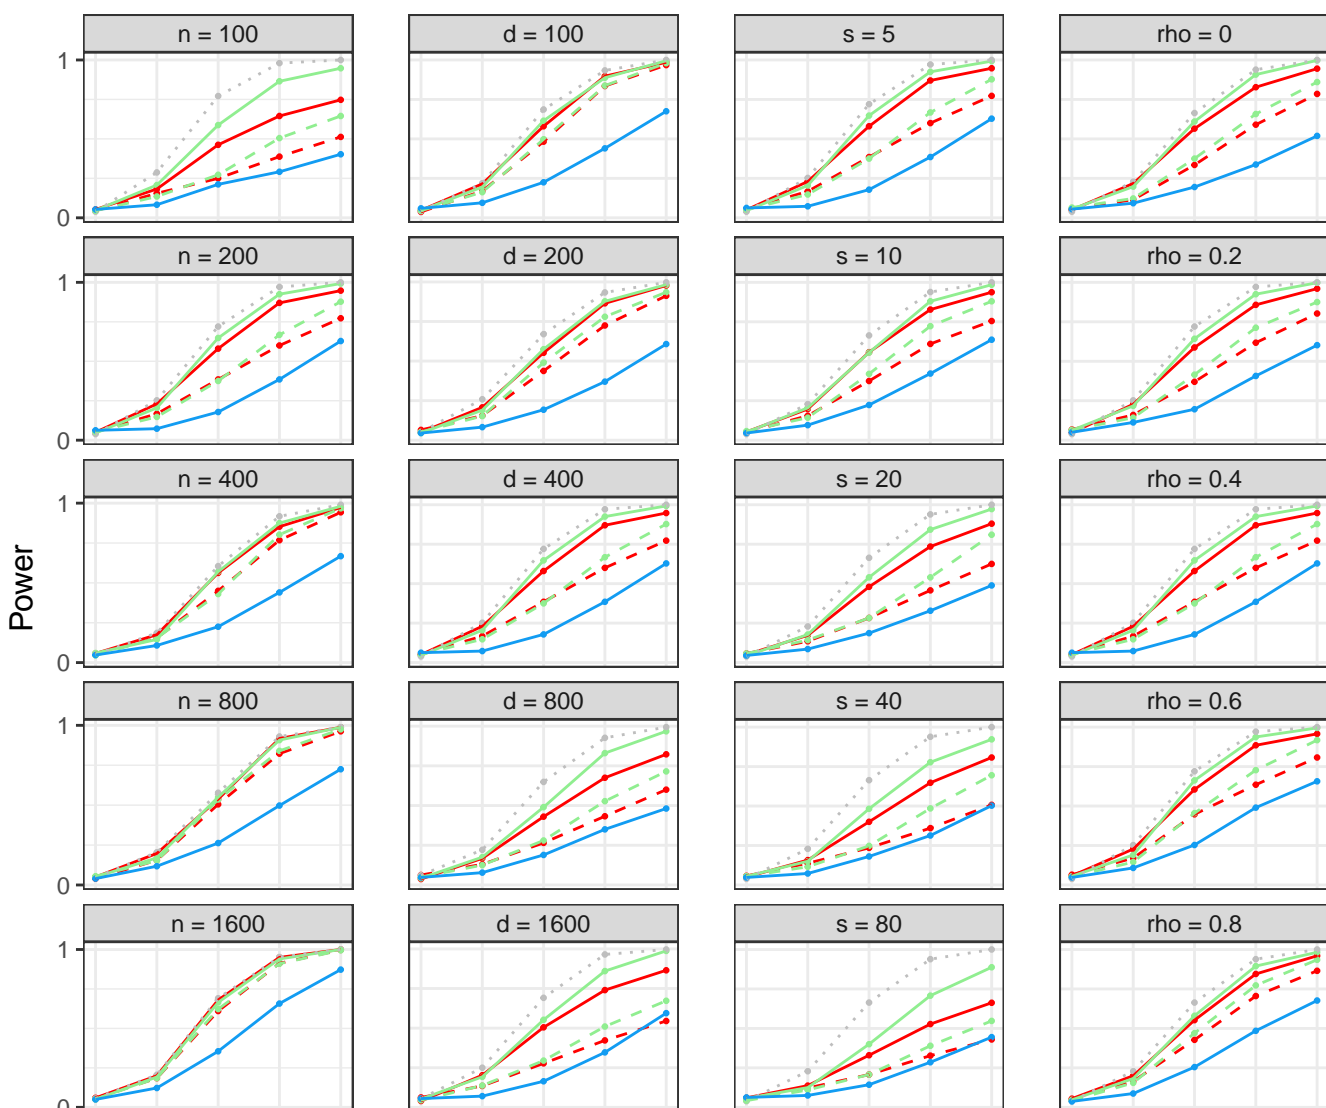 n = 100
d = 100
s = 5
rho = 0
1
0
n = 200
d = 200
s = 10
rho = 0.2
1
0
n = 400
d = 400
s = 20
rho = 0.4
1
0
Power
n = 800
d = 800
s = 40
rho = 0.6
1
0
n = 1600
d = 1600
s = 80
rho = 0.8
1
0